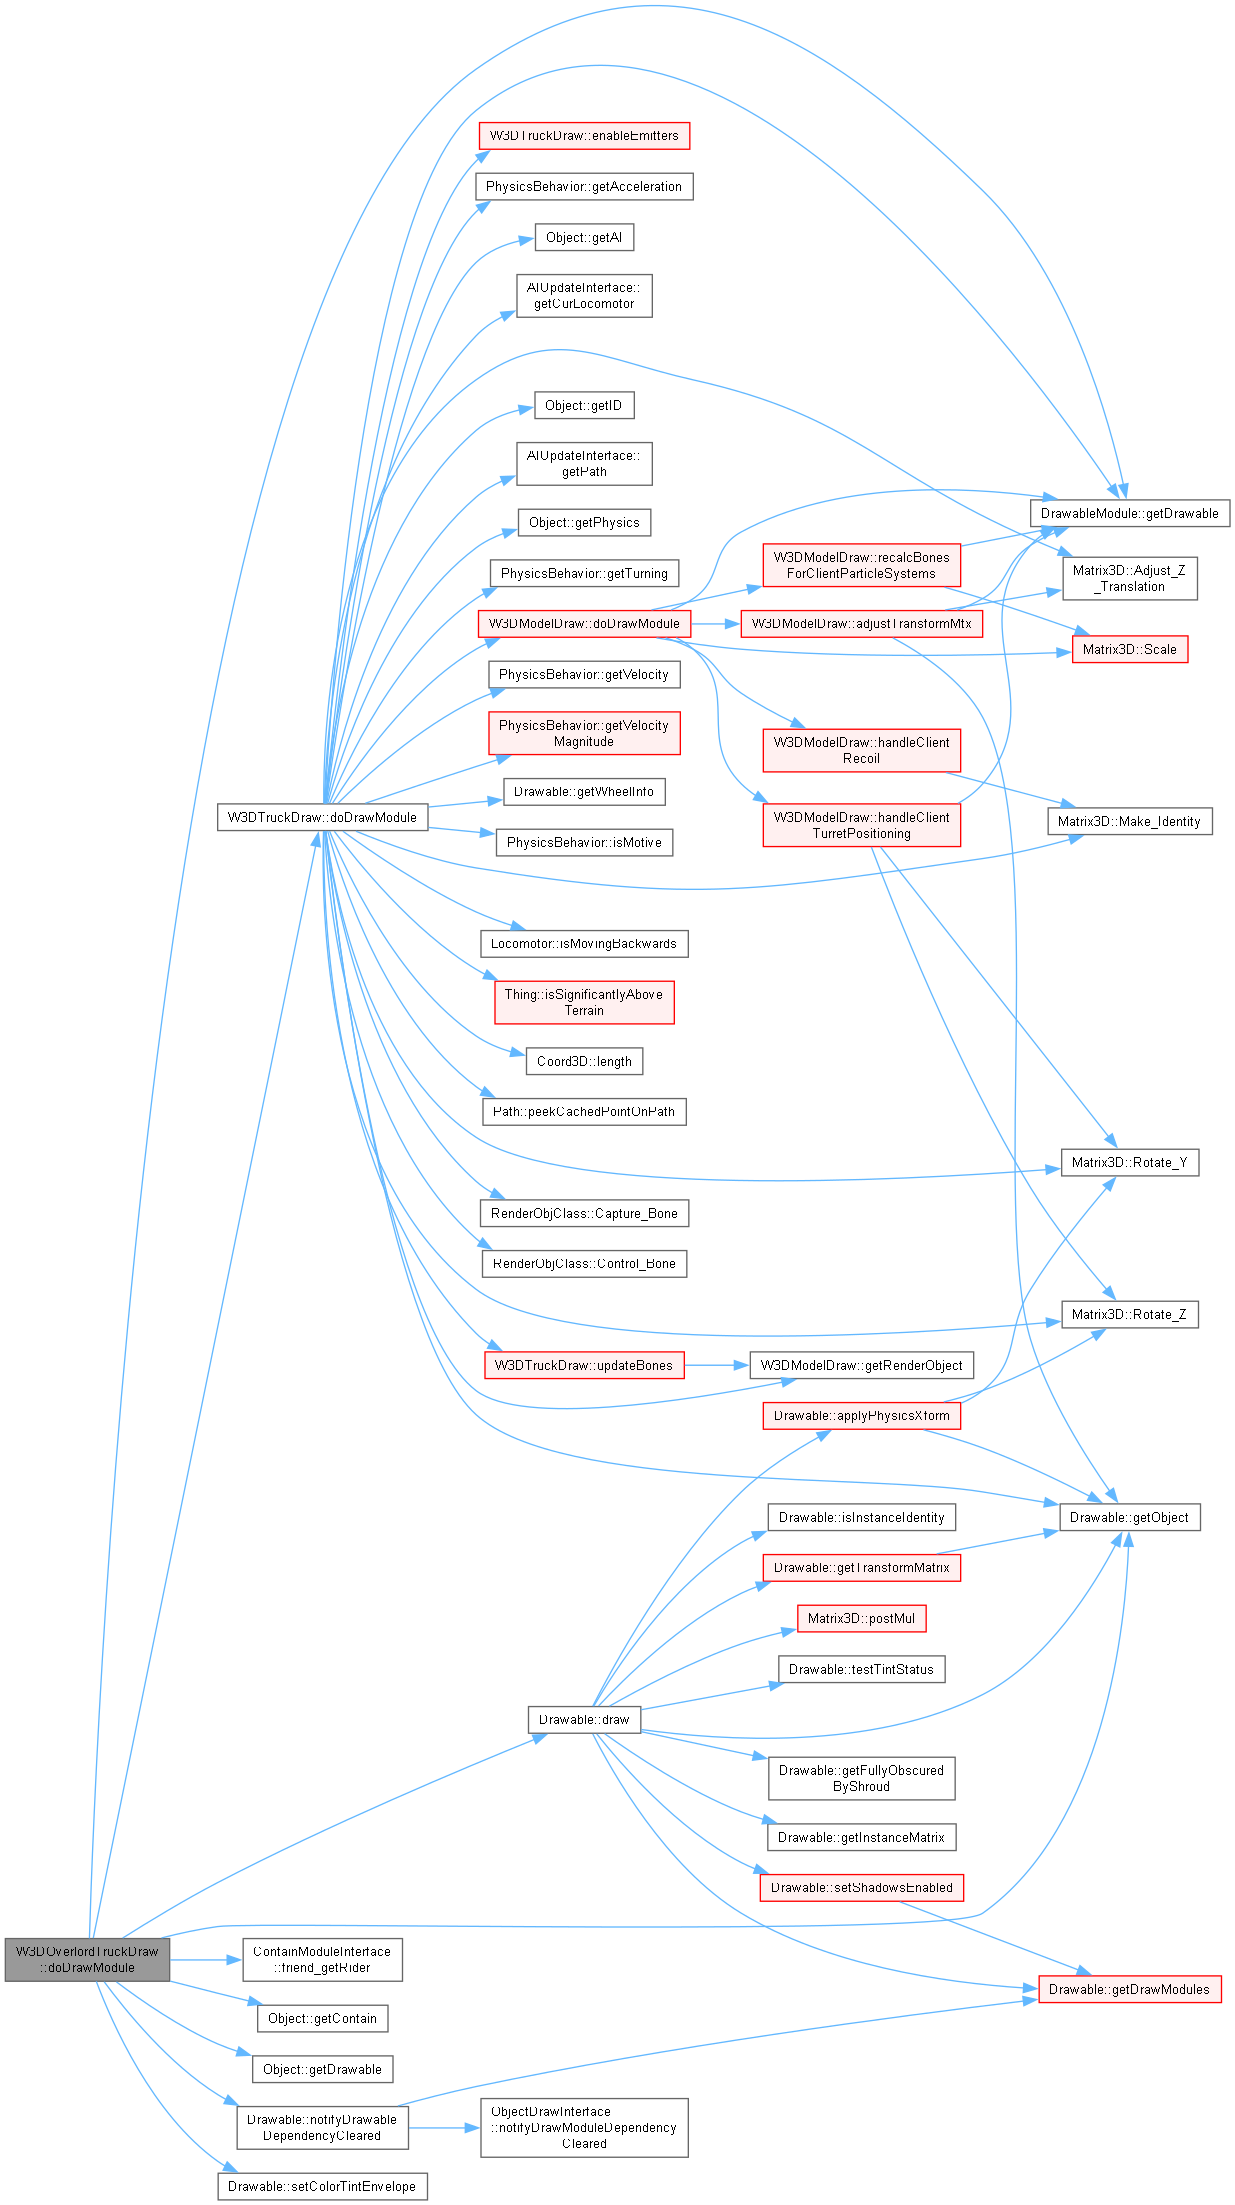 W3DTruckDraw::enableEmitters
PhysicsBehavior::getAcceleration
Object::getAI
AIUpdateInterface::
getCurLocomotor
Object::getID
AIUpdateInterface::
getPath
Object::getPhysics
DrawableModule::getDrawable
W3DModelDraw::recalcBones
ForClientParticleSystems
Matrix3D::Adjust_Z
_Translation
PhysicsBehavior::getTurning
W3DModelDraw::doDrawModule
W3DModelDraw::adjustTransformMtx
Matrix3D::Scale
PhysicsBehavior::getVelocity
PhysicsBehavior::getVelocity
Magnitude
W3DModelDraw::handleClient
Recoil
Drawable::getWheelInfo
W3DTruckDraw::doDrawModule
W3DModelDraw::handleClient
TurretPositioning
Matrix3D::Make_Identity
PhysicsBehavior::isMotive
Locomotor::isMovingBackwards
Thing::isSignificantlyAbove
Terrain
Coord3D::length
Path::peekCachedPointOnPath
Matrix3D::Rotate_Y
RenderObjClass::Capture_Bone
RenderObjClass::Control_Bone
Matrix3D::Rotate_Z
W3DTruckDraw::updateBones
W3DModelDraw::getRenderObject
Drawable::applyPhysicsXform
Drawable::isInstanceIdentity
Drawable::getObject
Drawable::getTransformMatrix
Matrix3D::postMul
Drawable::testTintStatus
Drawable::draw
Drawable::getFullyObscured
ByShroud
Drawable::getInstanceMatrix
Drawable::setShadowsEnabled
W3DOverlordTruckDraw
::doDrawModule
ContainModuleInterface
::friend_getRider
Drawable::getDrawModules
Object::getContain
Object::getDrawable
Drawable::notifyDrawable
DependencyCleared
ObjectDrawInterface
::notifyDrawModuleDependency
Cleared
Drawable::setColorTintEnvelope